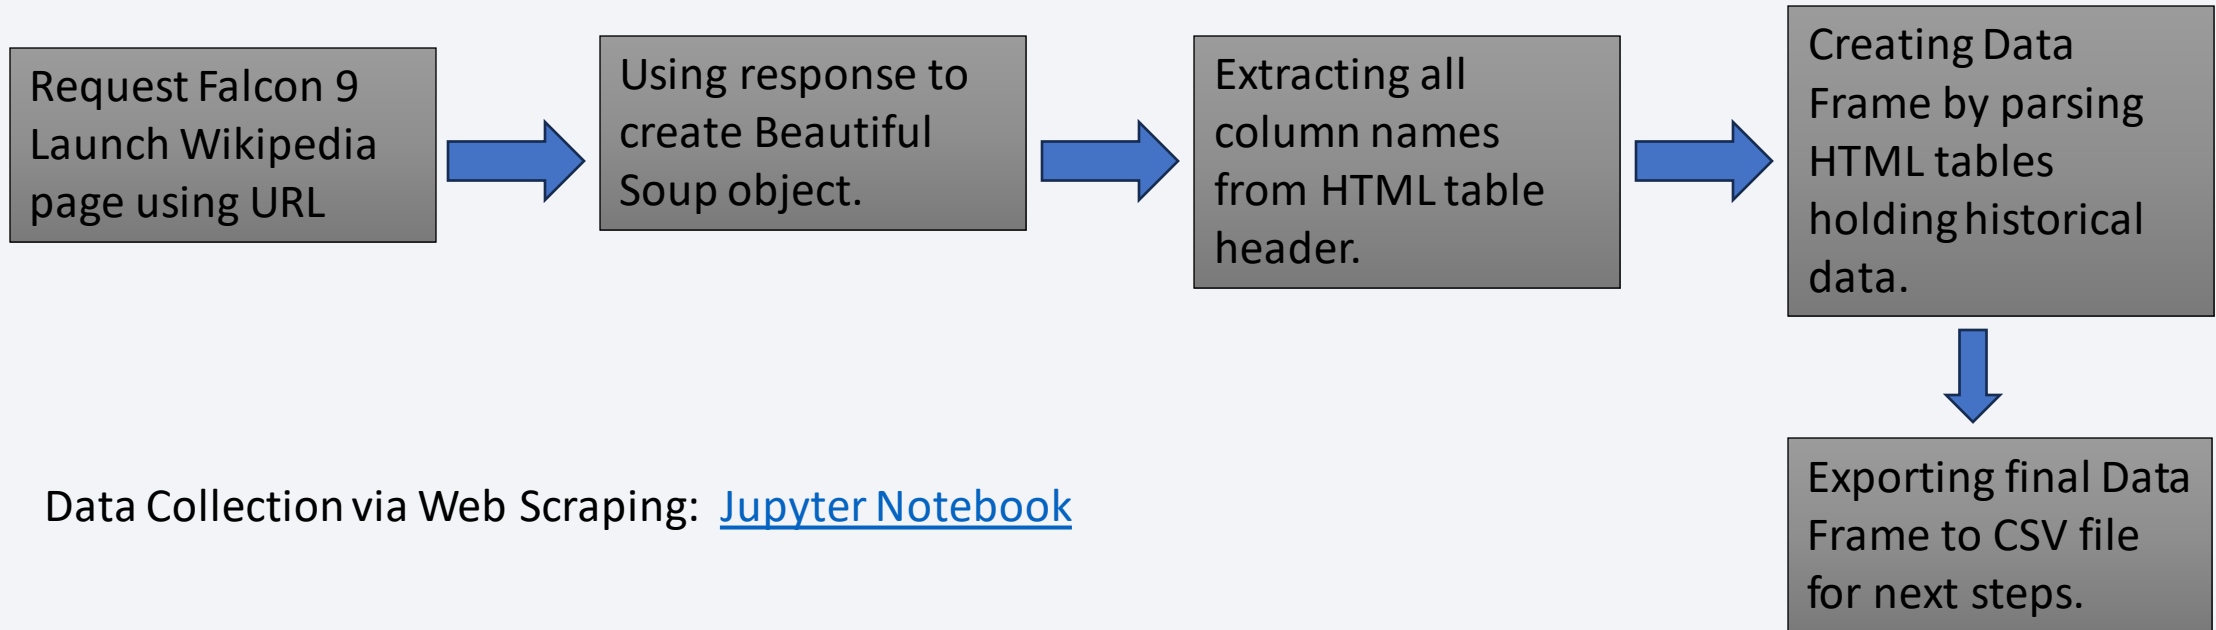 Request Falcon 9
Launch Wikipedia
page using URL
Using response to
create Beautiful
Soup object.
Extracting all
column names
from HTML table
header.
Creating Data
Frame by parsing
HTML tables
holding historical
data.
Exporting final Data
Frame to CSV file
for next steps.
Data Collection via Web Scraping: Jupyter Notebook